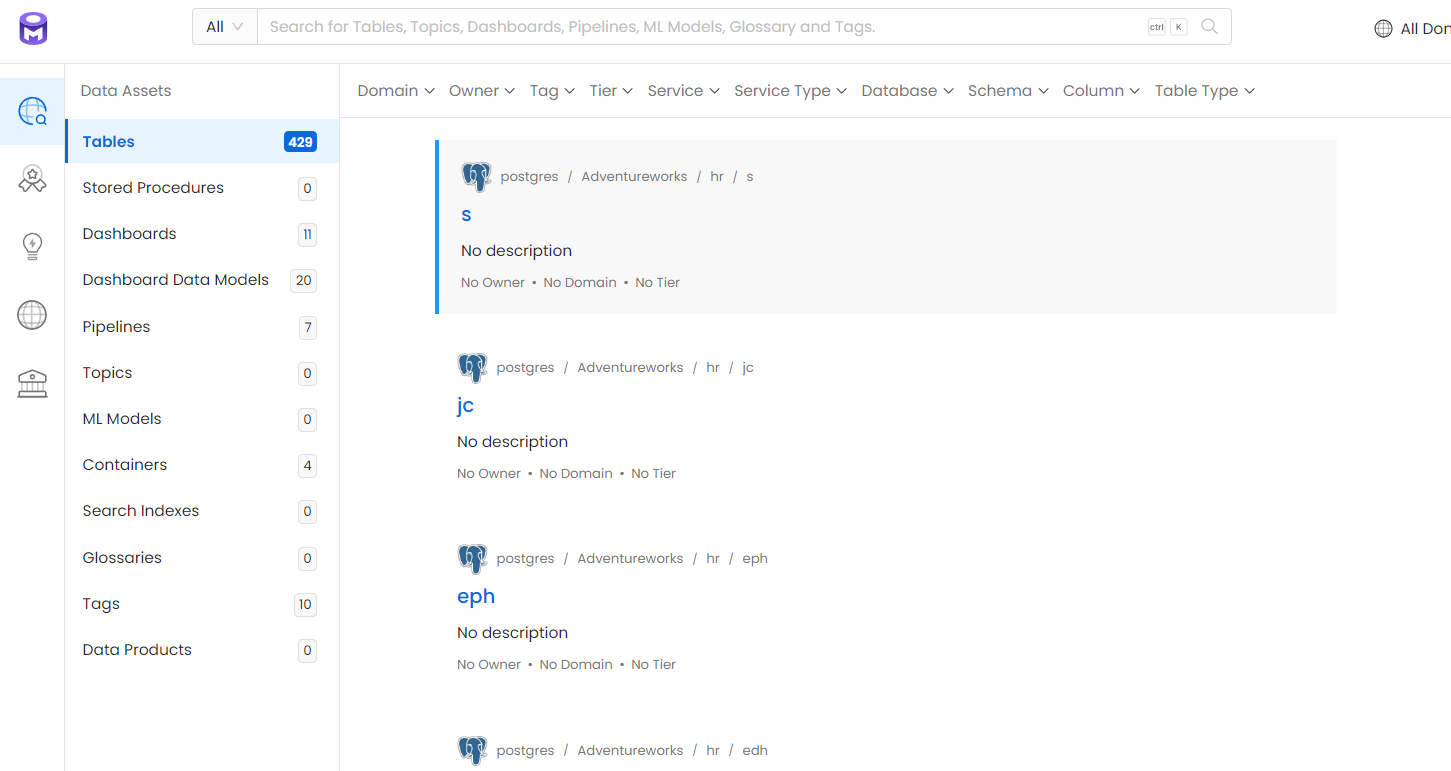 All Search for Tables, Topics, Dashboards, Pipelines, ML Models, Glossary and Tags. ctrl K
All Don
Data Assets
Tables 429
Stored Procedures 0
Dashboards 11
Dashboard Data Models 20
Pipelines 7
Topics 0
ML Models 0
Containers 4
Search Indexes 0
Glossaries 0
Tags 10
Data Products 0
Domain Owner Tag Tier Service Service Type Database Schema Column Table Type
postgres / Adventureworks / hr / s
s
No description
No Owner • No Domain • No Tier
postgres / Adventureworks / hr / jc
jc
No description
No Owner • No Domain • No Tier
postgres / Adventureworks / hr / eph
eph
No description
No Owner • No Domain • No Tier
postgres / Adventureworks / hr / edh